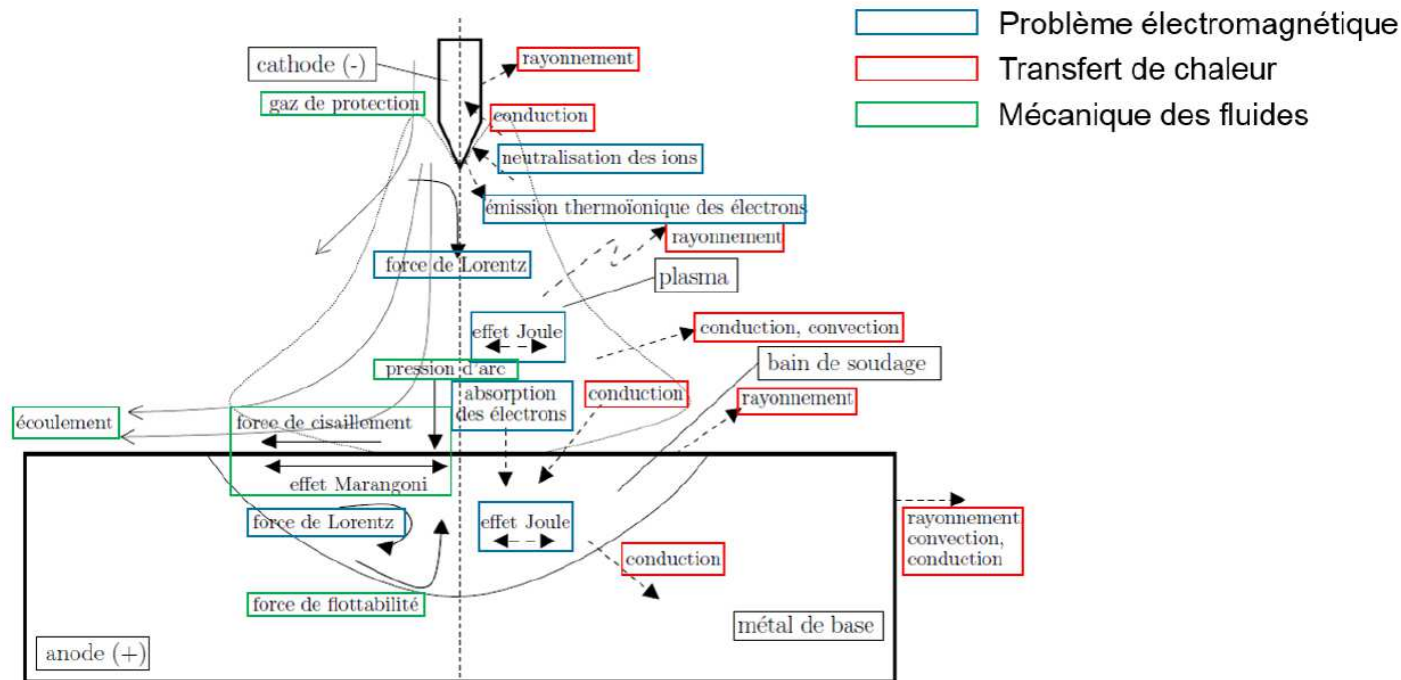 Problème électromagnétique
Transfert de chaleur
Mécanique des fluides
cathode (-)
rayonnement
gaz de protection
conduction
neutralisation des ions
émission thermoïonique des électrons
rayonnement
force de Lorentz
plasma
effet Joule
conduction, convection
bain de soudage
pression d'arc
absorption
des électrons
conduction
rayonnement
écoulement
force de cisaillement
effet Marangoni
force de Lorentz
effet Joule
rayonnement
convection,
conduction
conduction
force de flottabilité
métal de base
anode (+)